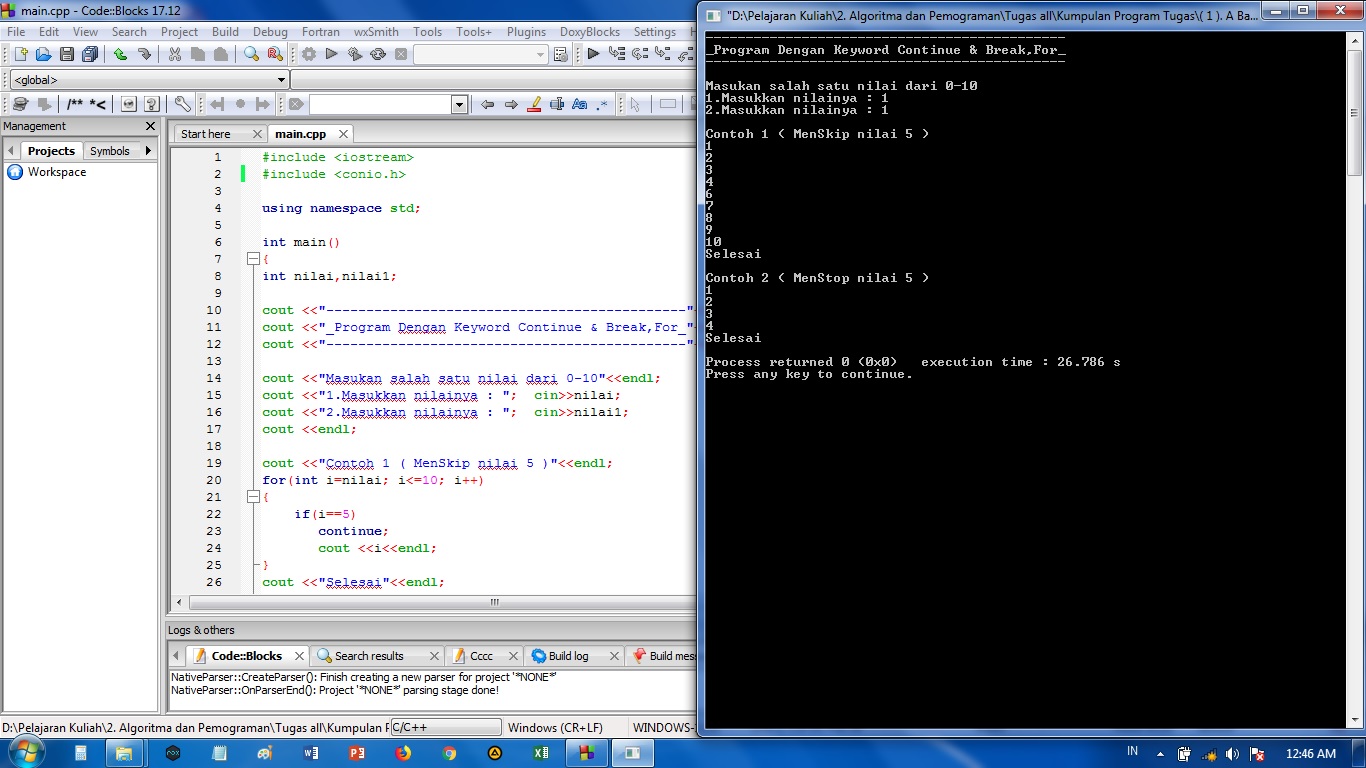 main.cpp - Code::Blocks 17.12
File Edit View Search Project Build Debug Fortran wxSmith Tools Tools+ Plugins DoxyBlocks Settings
<global>
/** *<
Aa .*
Management
Projects Symbols
Workspace
Start here main.cpp
1 #include <iostream>
2 #include <conio.h>
3
4 using namespace std;
5
6 int main()
7 {
8 int nilai,nilai1;
9
10 cout <<"---------------------------------------------"
11 cout <<"_Program Dengan Keyword Continue & Break,For_"
12 cout <<"---------------------------------------------"
13
14 cout <<"Masukan salah satu nilai dari 0-10"<<endl;
15 cout <<"1.Masukkan nilainya : "; cin>>nilai;
16 cout <<"2.Masukkan nilainya : "; cin>>nilai1;
17 cout <<endl;
18
19 cout <<"Contoh 1 ( MenSkip nilai 5 )"<<endl;
20 for(int i=nilai; i<=10; i++)
21 {
22 if(i==5)
23 continue;
24 cout <<i<<endl;
25 }
26 cout <<"Selesai"<<endl;
Logs & others
Code::Blocks Search results Cccc Build log Build mes
NativeParser::CreateParser(): Finish creating a new parser for project '*NONE*'
NativeParser::OnParserEnd(): Project '*NONE*' parsing stage done!
D:\Pelajaran Kuliah\2. Algoritma dan Pemograman\Tugas all\Kumpulan F C/C++ Windows (CR+LF) WINDOWS-
"D:\Pelajaran Kuliah\2. Algoritma dan Pemograman\Tugas all\Kumpulan Program Tugas\( 1 ). A Ba...
---------------------------------------------
_Program Dengan Keyword Continue & Break,For_
---------------------------------------------
Masukan salah satu nilai dari 0-10
1.Masukkan nilainya : 1
2.Masukkan nilainya : 1
Contoh 1 ( MenSkip nilai 5 )
1
2
3
4
6
7
8
9
10
Selesai
Contoh 2 ( MenStop nilai 5 )
1
2
3
4
Selesai
Process returned 0 (0x0) execution time : 26.786 s
Press any key to continue.
IN 12:46 AM